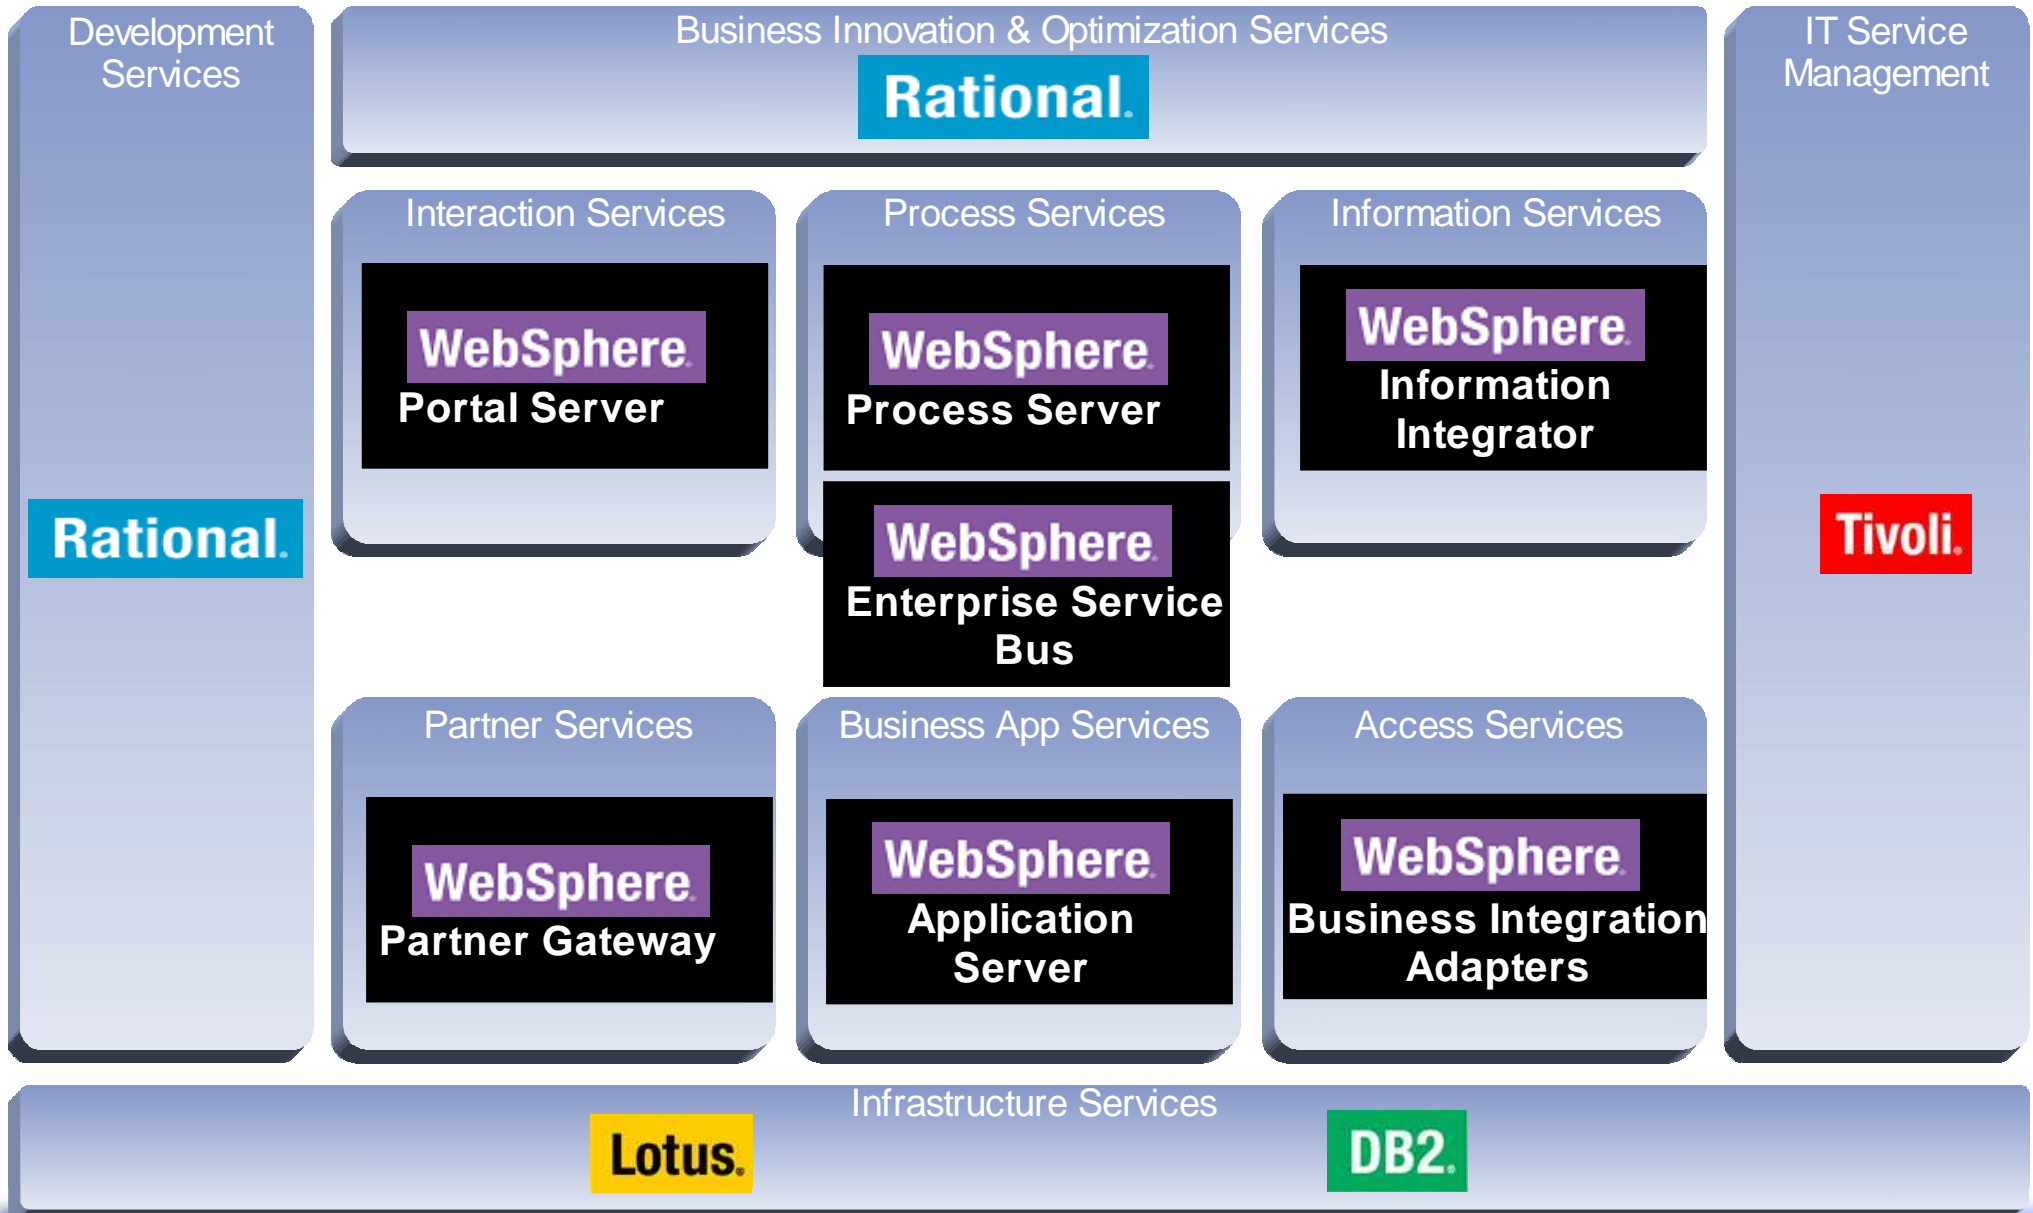 Development
Services
Rational.
Business Innovation & Optimization Services
Rational.
IT Service
Management
Tivoli.
Interaction Services
WebSphere.
Portal Server
Process Services
WebSphere.
Process Server
WebSphere.
Enterprise Service
Bus
Information Services
WebSphere.
Information
Integrator
Partner Services
WebSphere.
Partner Gateway
Business App Services
WebSphere.
Application
Server
Access Services
WebSphere.
Business Integration
Adapters
Infrastructure Services
Lotus.
DB2.